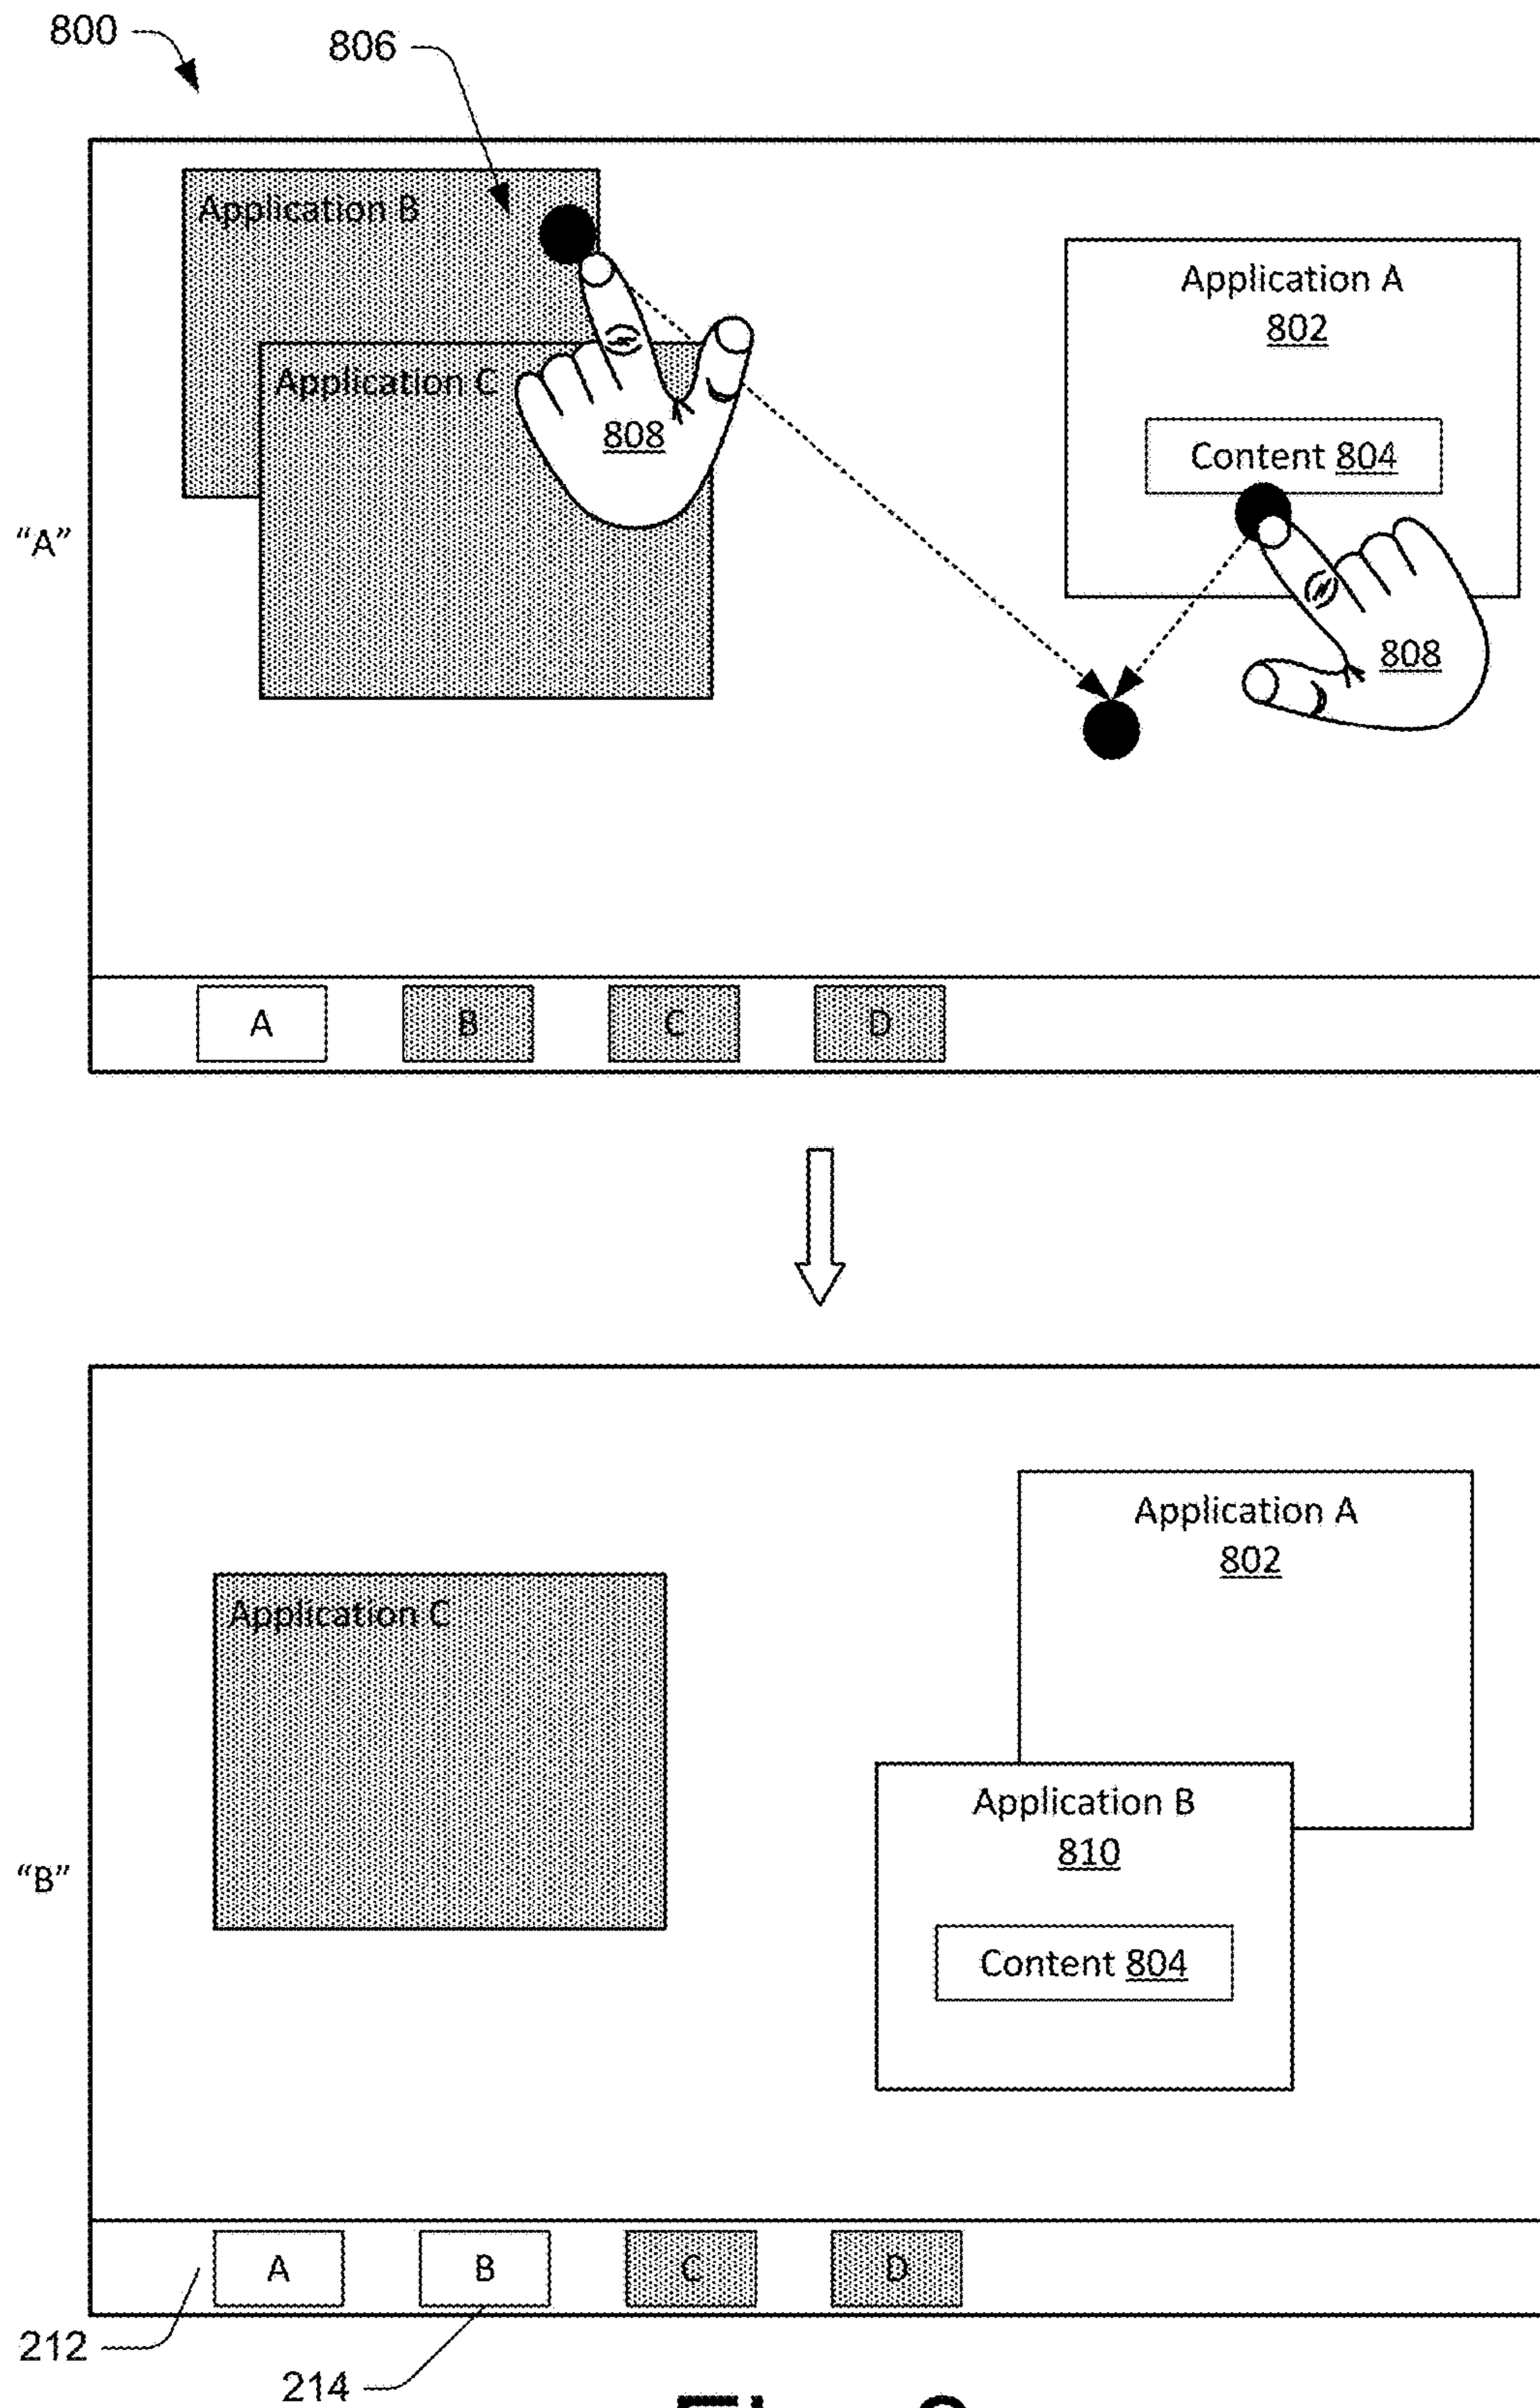 800
806
Application B
Application C
808
Application A
802
Content 804
808
"A"
A
B
C
D
Application A
802
Application C
Application B
810
Content 804
"B"
A
B
C
D
212
214